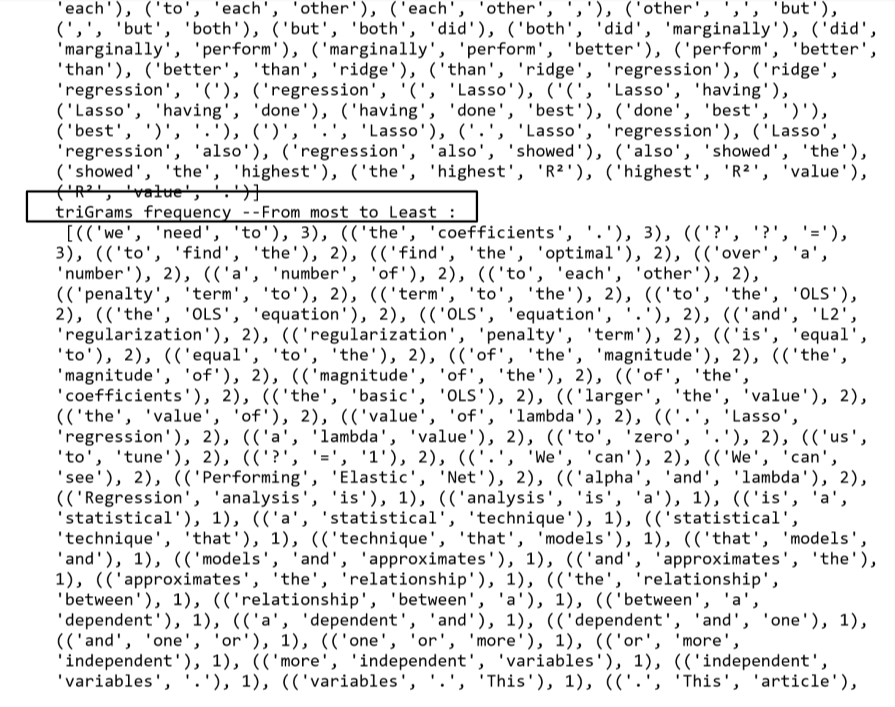 'each'), ('to', 'each', 'other'), ('each', 'other', ','), ('other', ',', 'but'),
(',', 'but', 'both'), ('but', 'both', 'did'), ('both', 'did', 'marginally'), ('did',
'marginally', 'perform'), ('marginally', 'perform', 'better'), ('perform', 'better',
'than'), ('better', 'than', 'ridge'), ('than', 'ridge', 'regression'), ('ridge',
'regression', '('), ('regression', '(', 'Lasso'), ('(', 'Lasso', 'having'),
('Lasso', 'having', 'done'), ('having', 'done', 'best'), ('done', 'best', ')'),
('best', ')', '.'), (')', '.', 'Lasso'), ('.', 'Lasso', 'regression'), ('Lasso',
'regression', 'also'), ('regression', 'also', 'showed'), ('also', 'showed', 'the'),
('showed', 'the', 'highest'), ('the', 'highest', 'R²'), ('highest', 'R²', 'value'),
('R²', 'value', '.')]
triGrams frequency --From most to Least :
[(('we', 'need', 'to'), 3), (('the', 'coefficients', '.'), 3), (('?', '?', '='),
3), (('to', 'find', 'the'), 2), (('find', 'the', 'optimal'), 2), (('over', 'a',
'number'), 2), (('a', 'number', 'of'), 2), (('to', 'each', 'other'), 2),
(('penalty', 'term', 'to'), 2), (('term', 'to', 'the'), 2), (('to', 'the', 'OLS'),
2), (('the', 'OLS', 'equation'), 2), (('OLS', 'equation', '.'), 2), (('and', 'L2',
'regularization'), 2), (('regularization', 'penalty', 'term'), 2), (('is', 'equal',
'to'), 2), (('equal', 'to', 'the'), 2), (('of', 'the', 'magnitude'), 2), (('the',
'magnitude', 'of'), 2), (('magnitude', 'of', 'the'), 2), (('of', 'the',
'coefficients'), 2), (('the', 'basic', 'OLS'), 2), (('larger', 'the', 'value'), 2),
(('the', 'value', 'of'), 2), (('value', 'of', 'lambda'), 2), (('.', 'Lasso',
'regression'), 2), (('a', 'lambda', 'value'), 2), (('to', 'zero', '.'), 2), (('us',
'to', 'tune'), 2), (('?', '=', '1'), 2), (('.', 'We', 'can'), 2), (('We', 'can',
'see'), 2), (('Performing', 'Elastic', 'Net'), 2), (('alpha', 'and', 'lambda'), 2),
(('Regression', 'analysis', 'is'), 1), (('analysis', 'is', 'a'), 1), (('is', 'a',
'statistical'), 1), (('a', 'statistical', 'technique'), 1), (('statistical',
'technique', 'that'), 1), (('technique', 'that', 'models'), 1), (('that', 'models',
'and'), 1), (('models', 'and', 'approximates'), 1), (('and', 'approximates', 'the'),
1), (('approximates', 'the', 'relationship'), 1), (('the', 'relationship',
'between'), 1), (('relationship', 'between', 'a'), 1), (('between', 'a',
'dependent'), 1), (('a', 'dependent', 'and'), 1), (('dependent', 'and', 'one'), 1),
(('and', 'one', 'or'), 1), (('one', 'or', 'more'), 1), (('or', 'more',
'independent'), 1), (('more', 'independent', 'variables'), 1), (('independent',
'variables', '.'), 1), (('variables', '.', 'This'), 1), (('.', 'This', 'article'),